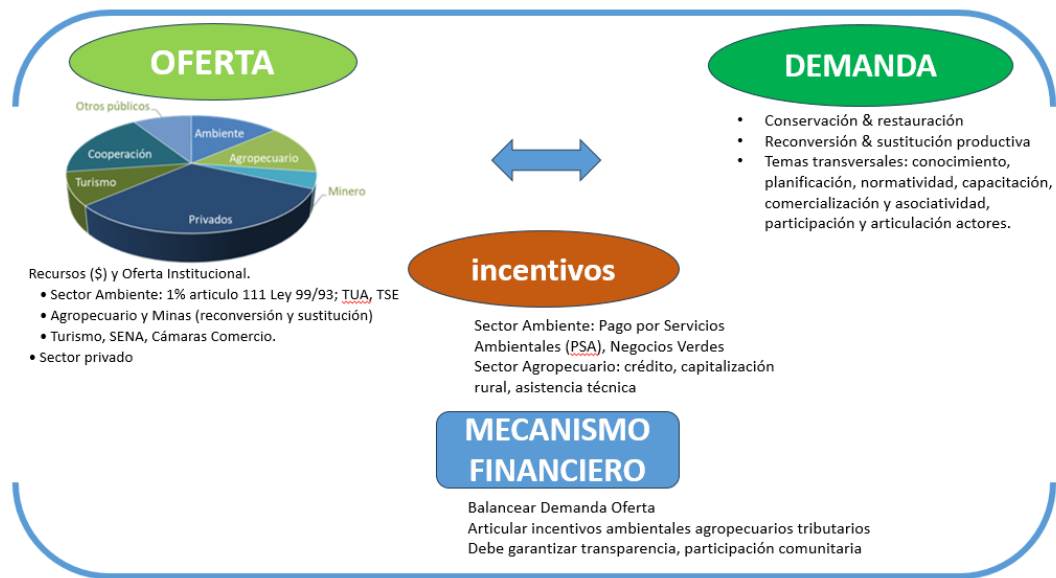 OFERTA
Otros públicos
Ambiente
Cooperación
Agropecuario
Turismo
Minero
Privados
Recursos ($) y Oferta Institucional.
• Sector Ambiente: 1% articulo 111 Ley 99/93; TUA, TSE
• Agropecuario y Minas (reconversión y sustitución)
• Turismo, SENA, Cámaras Comercio.
• Sector privado
DEMANDA
• Conservación & restauración
• Reconversión & sustitución productiva
• Temas transversales: conocimiento,
planificación, normatividad, capacitación,
comercialización y asociatividad,
participación y articulación actores.
incentivos
Sector Ambiente: Pago por Servicios
Ambientales (PSA), Negocios Verdes
Sector Agropecuario: crédito, capitalización
rural, asistencia técnica
MECANISMO
FINANCIERO
Balancear Demanda Oferta
Articular incentivos ambientales agropecuarios tributarios
Debe garantizar transparencia, participación comunitaria